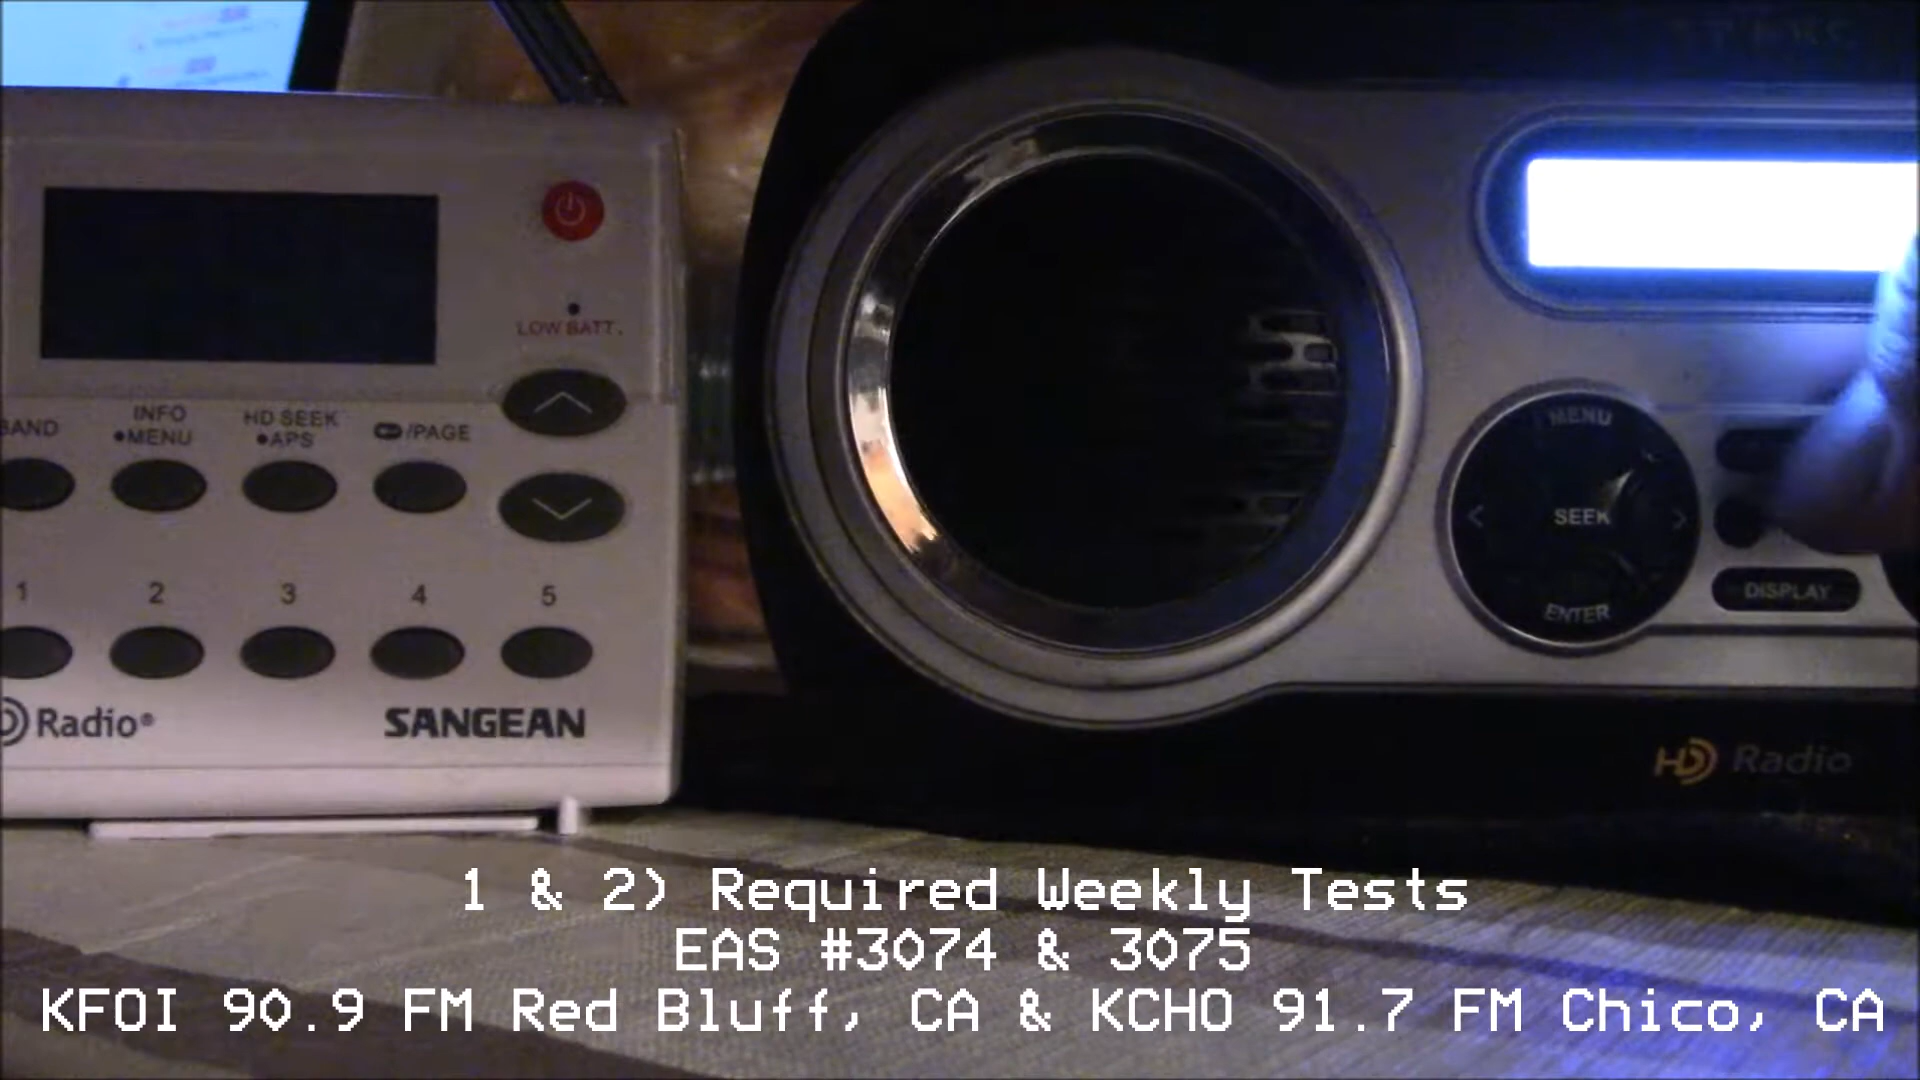 LOW BATT.
BAND
INFO
•MENU
HD SEEK
•APS
/PAGE
1
2
3
4
5
Radio®
SANGEAN
MENU
SEEK
ENTER
DISPLAY
HD Radio
1 & 2) Required Weekly Tests
EAS #3074 & 3075
KFOI 90.9 FM Red Bluff, CA & KCHO 91.7 FM Chico, CA